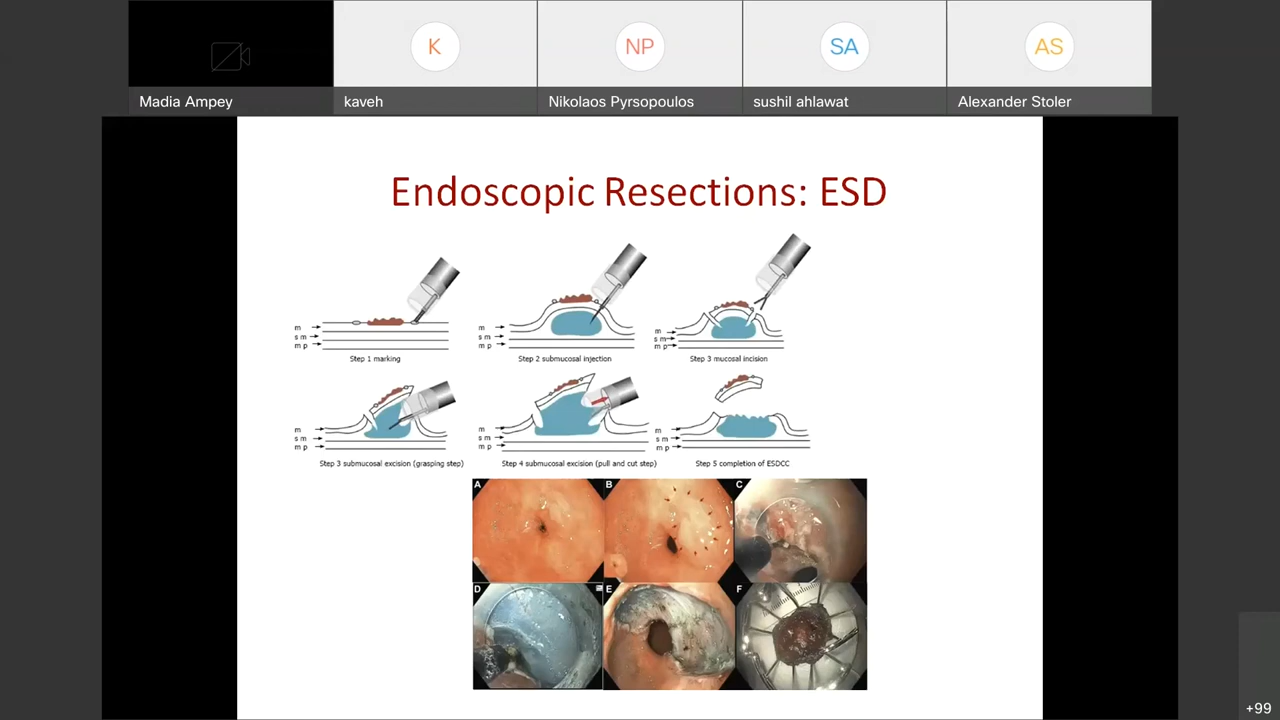 K
NP
SA
AS
Madia Ampey
kaveh
Nikolaos Pyrsopoulos
sushil ahlawat
Alexander Stoler
Endoscopic Resections: ESD
m
s m
m p
Step 1 marking
m
s m
m p
Step 2 submucosal injection
m
s m
m p
Step 3 mucosal incision
m
s m
m p
Step 3 submucosal excision (grasping step)
m
s m
m p
Step 4 submucosal excision (pull and cut step)
m
s m
m p
Step 5 completion of ESDCC
A
B
C
D
E
F
+99